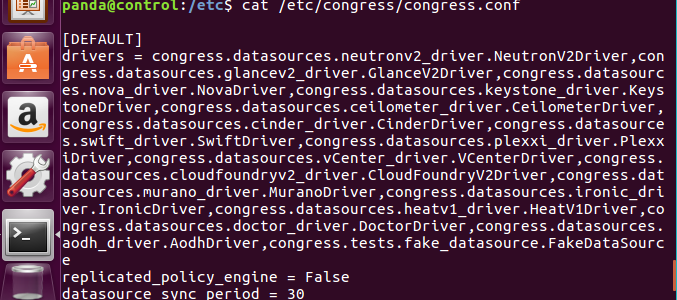 panda@control:/etc$ cat /etc/congress/congress.conf
[DEFAULT]
drivers = congress.datasources.neutronv2_driver.NeutronV2Driver,con
gress.datasources.glancev2_driver.GlanceV2Driver,congress.datasourc
es.nova_driver.NovaDriver,congress.datasources.keystone_driver.Keys
toneDriver,congress.datasources.ceilometer_driver.CeilometerDriver,
congress.datasources.cinder_driver.CinderDriver,congress.datasource
s.swift_driver.SwiftDriver,congress.datasources.plexxi_driver.Plexx
iDriver,congress.datasources.vCenter_driver.VCenterDriver,congress.
datasources.cloudfoundryv2_driver.CloudFoundryV2Driver,congress.dat
asources.murano_driver.MuranoDriver,congress.datasources.ironic_dri
ver.IronicDriver,congress.datasources.heatv1_driver.HeatV1Driver,co
ngress.datasources.doctor_driver.DoctorDriver,congress.datasources.
aodh_driver.AodhDriver,congress.tests.fake_datasource.FakeDataSourc
e
replicated_policy_engine = False
datasource_sync_period = 30